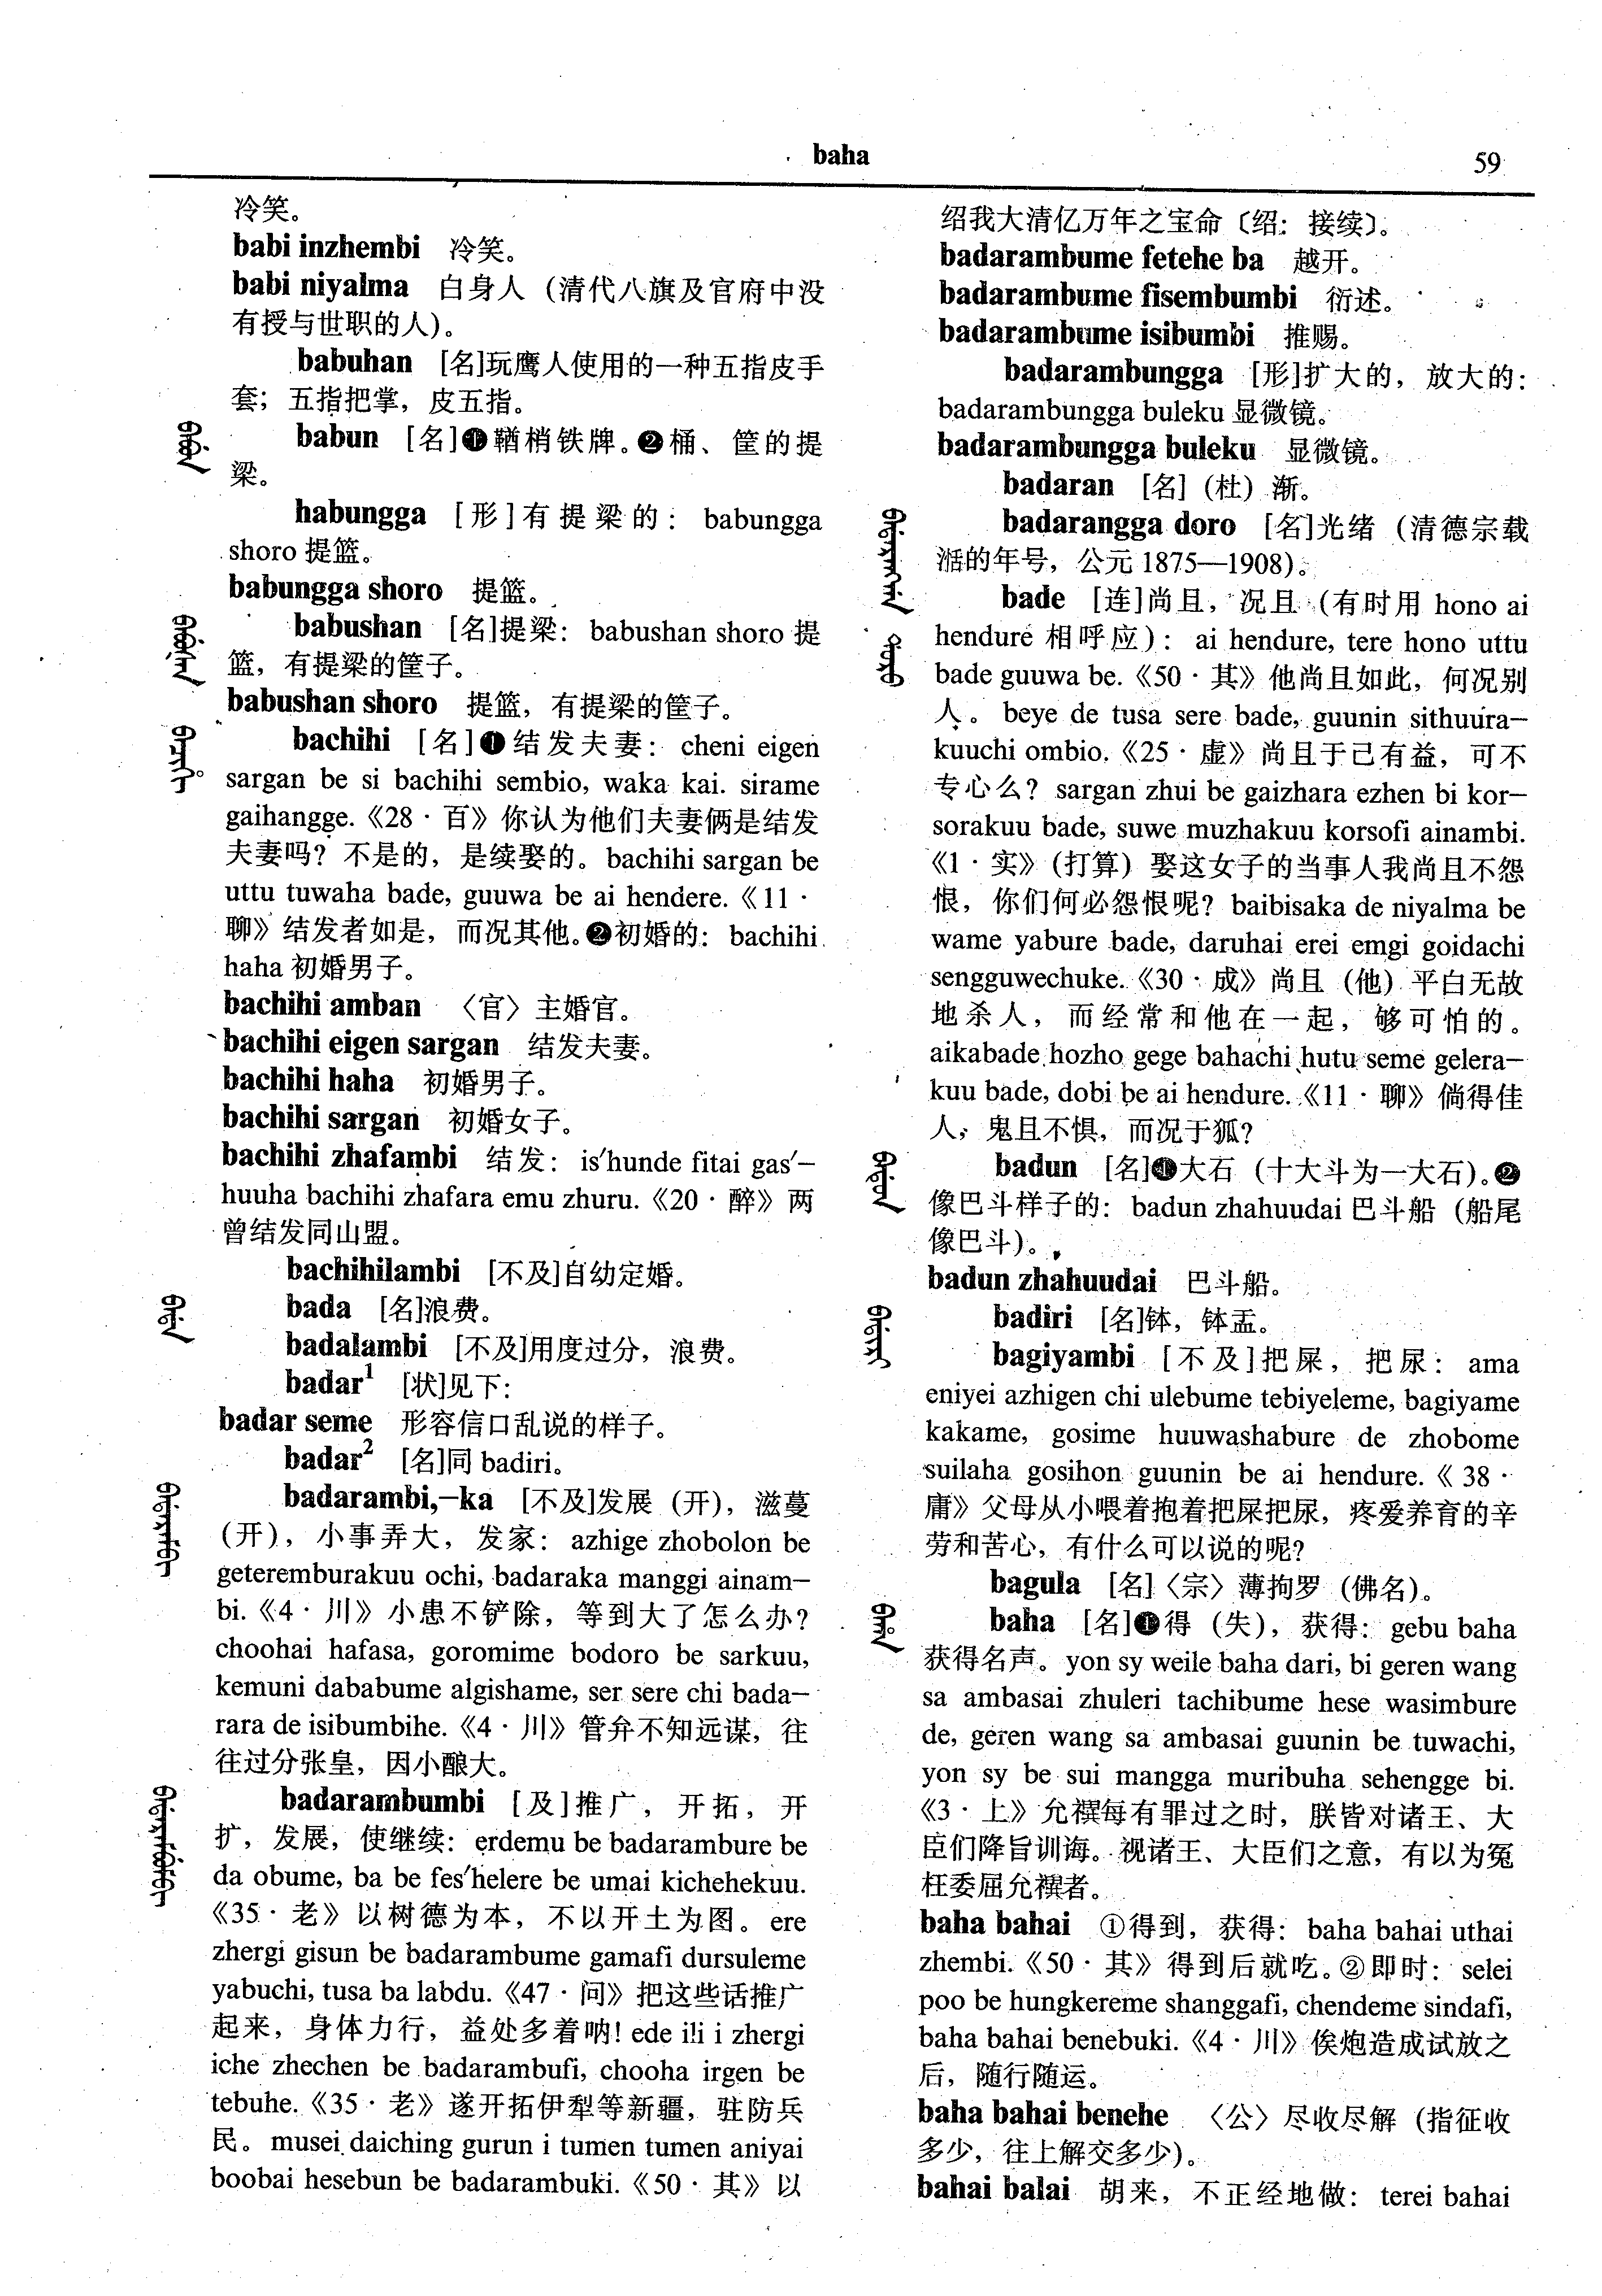 baha
59
冷笑。
babi inzhembi 冷笑。
babi niyalma 白身人（清代八旗及官府中没
有授与世职的人）。
babuhan [名]玩鹰人使用的一种五指皮手
套；五指把掌，皮五指。
babun [名]❶鞧梢铁牌。❷桶、筐的提
梁。
habungga [形]有提梁的：babungga
shoro 提篮。
babungga shoro 提篮。
babushan [名]提梁：babushan shoro 提
篮，有提梁的筐子。
babushan shoro 提篮，有提梁的筐子。
bachihi [名]❶结发夫妻：cheni eigen
sargan be si bachihi sembio, waka kai. sirame
gaihangge.《28·百》你认为他们夫妻俩是结发
夫妻吗？不是的，是续娶的。bachihi sargan be
uttu tuwaha bade, guuwa be ai hendere.《11·
聊》结发者如是，而况其他。❷初婚的：bachihi
haha 初婚男子。
bachihi amban 〈官〉主婚官。
bachihi eigen sargan 结发夫妻。
bachihi haha 初婚男子。
bachihi sargan 初婚女子。
bachihi zhafambi 结发：is′hunde fitai gas′—
huuha bachihi zhafara emu zhuru.《20·醉》两
曾结发同山盟。
bachihilambi [不及]自幼定婚。
bada [名]浪费。
badalambi [不及]用度过分，浪费。
badar¹ [状]见下：
badar seme 形容信口乱说的样子。
badar² [名]同 badiri。
badarambi,—ka [不及]发展（开），滋蔓
（开），小事弄大，发家：azhige zhobolon be
geteremburakuu ochi, badaraka manggi ainam—
bi.《4·川》小患不铲除，等到大了怎么办？
choohai hafasa, goromime bodoro be sarkuu,
kemuni dababume algishame, ser sere chi bada—
rara de isibumbihe.《4·川》管弁不知远谋，往
往过分张皇，因小酿大。
badarambumbi [及]推广，开拓，开
扩，发展，使继续：erdemu be badarambure be
da obume, ba be fes′helere be umai kichehekuu.
《35·老》以树德为本，不以开土为图。ere
zhergi gisun be badarambume gamafi dursuleme
yabuchi, tusa ba labdu.《47·问》把这些话推广
起来，身体力行，益处多着呐！ede ili i zhergi
iche zhechen be badarambufi, chooha irgen be
tebuhe.《35·老》遂开拓伊犁等新疆，驻防兵
民。musei daiching gurun i tumen tumen aniyai
boobai hesebun be badarambuki.《50·其》以
绍我大清亿万年之宝命〔绍：接续〕。
badarambume fetehe ba 越开。
badarambume fisembumbi 衍述。
badarambume isibumbi 推赐。
badarambungga [形]扩大的，放大的：
badarambungga buleku 显微镜。
badarambungga buleku 显微镜。
badaran [名]（杜）渐。
badarangga doro [名]光绪（清德宗载
湉的年号，公元 1875—1908）。
bade [连]尚且，况且（有时用 hono ai
hendure 相呼应）：ai hendure, tere hono uttu
bade guuwa be.《50·其》他尚且如此，何况别
人。beye de tusa sere bade, guunin sithuura—
kuuchi ombio.《25·虚》尚且于己有益，可不
专心么？sargan zhui be gaizhara ezhen bi kor—
sorakuu bade, suwe muzhakuu korsofi ainambi.
《1·实》（打算）娶这女子的当事人我尚且不怨
恨，你们何必怨恨呢？baibisaka de niyalma be
wame yabure bade, daruhai erei emgi goidachi
sengguwechuke.《30·成》尚且（他）平白无故
地杀人，而经常和他在一起，够可怕的。
aikabade hozho gege bahachi hutu seme gelera—
kuu bade, dobi be ai hendure.《11·聊》倘得佳
人，鬼且不惧，而况于狐？
badun [名]❶大石（十大斗为一大石）。❷
像巴斗样子的：badun zhahuudai 巴斗船（船尾
像巴斗）。
badun zhahuudai 巴斗船。
badiri [名]钵，钵盂。
bagiyambi [不及]把屎，把尿：ama
eniyei azhigen chi ulebume tebiyeleme, bagiyame
kakame, gosime huuwashabure de zhobome
suilaha gosihon guunin be ai hendure.《38·
庸》父母从小喂着抱着把屎把尿，疼爱养育的辛
劳和苦心，有什么可以说的呢？
bagula [名]〈宗〉薄拘罗（佛名）。
baha [名]❶得（失），获得：gebu baha
获得名声。yon sy weile baha dari, bi geren wang
sa ambasai zhuleri tachibume hese wasimbure
de, geren wang sa ambasai guunin be tuwachi,
yon sy be sui mangga muribuha sehengge bi.
《3·上》允禩每有罪过之时，朕皆对诸王、大
臣们降旨训诲。视诸王、大臣们之意，有以为冤
枉委屈允禩者。
baha bahai ①得到，获得：baha bahai uthai
zhembi.《50·其》得到后就吃。②即时：selei
poo be hungkereme shanggafi, chendeme sindafi,
baha bahai benebuki.《4·川》俟炮造成试放之
后，随行随运。
baha bahai benehe 〈公〉尽收尽解（指征收
多少，往上解交多少）。
bahai balai 胡来，不正经地做：terei bahai